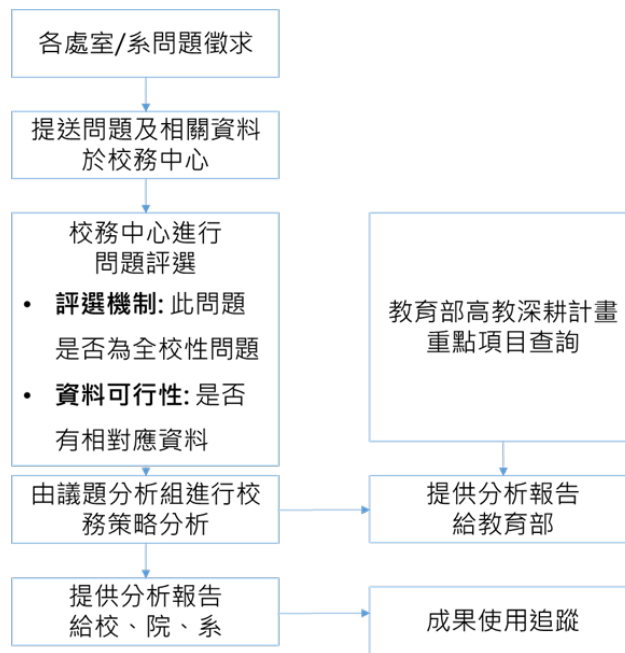 各處室/系問題徵求
提送問題及相關資料
於校務中心
校務中心進行
問題評選
• 評選機制: 此問題
是否為全校性問題
• 資料可行性: 是否
有相對應資料
教育部高教深耕計畫
重點項目查詢
由議題分析組進行校
務策略分析
提供分析報告
給教育部
提供分析報告
給校、院、系
成果使用追蹤